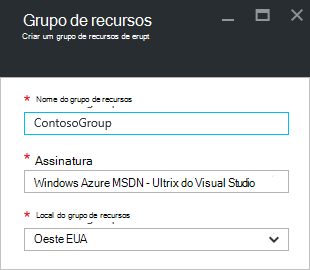 Grupo de recursos
Criar um grupo de recursos de erupt
* Nome do grupo de recursos
ContosoGroup
* Assinatura
Windows Azure MSDN - Ultrix do Visual Studio
* Local do grupo de recursos
Oeste EUA